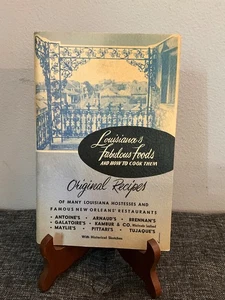 Louisiana's
Fabulous Foods
AND HOW TO COOK THEM
Original Recipes
OF MANY LOUISIANA HOSTESSES AND
FAMOUS NEW ORLEANS' RESTAURANTS
• ANTOINE'S • ARNAUD'S • BRENNAN'S
• GALATOIRE'S • KAMBUR & CO.
• MAYLIE'S • PITTARI'S • TUJAGUE'S
With Historical Sketches